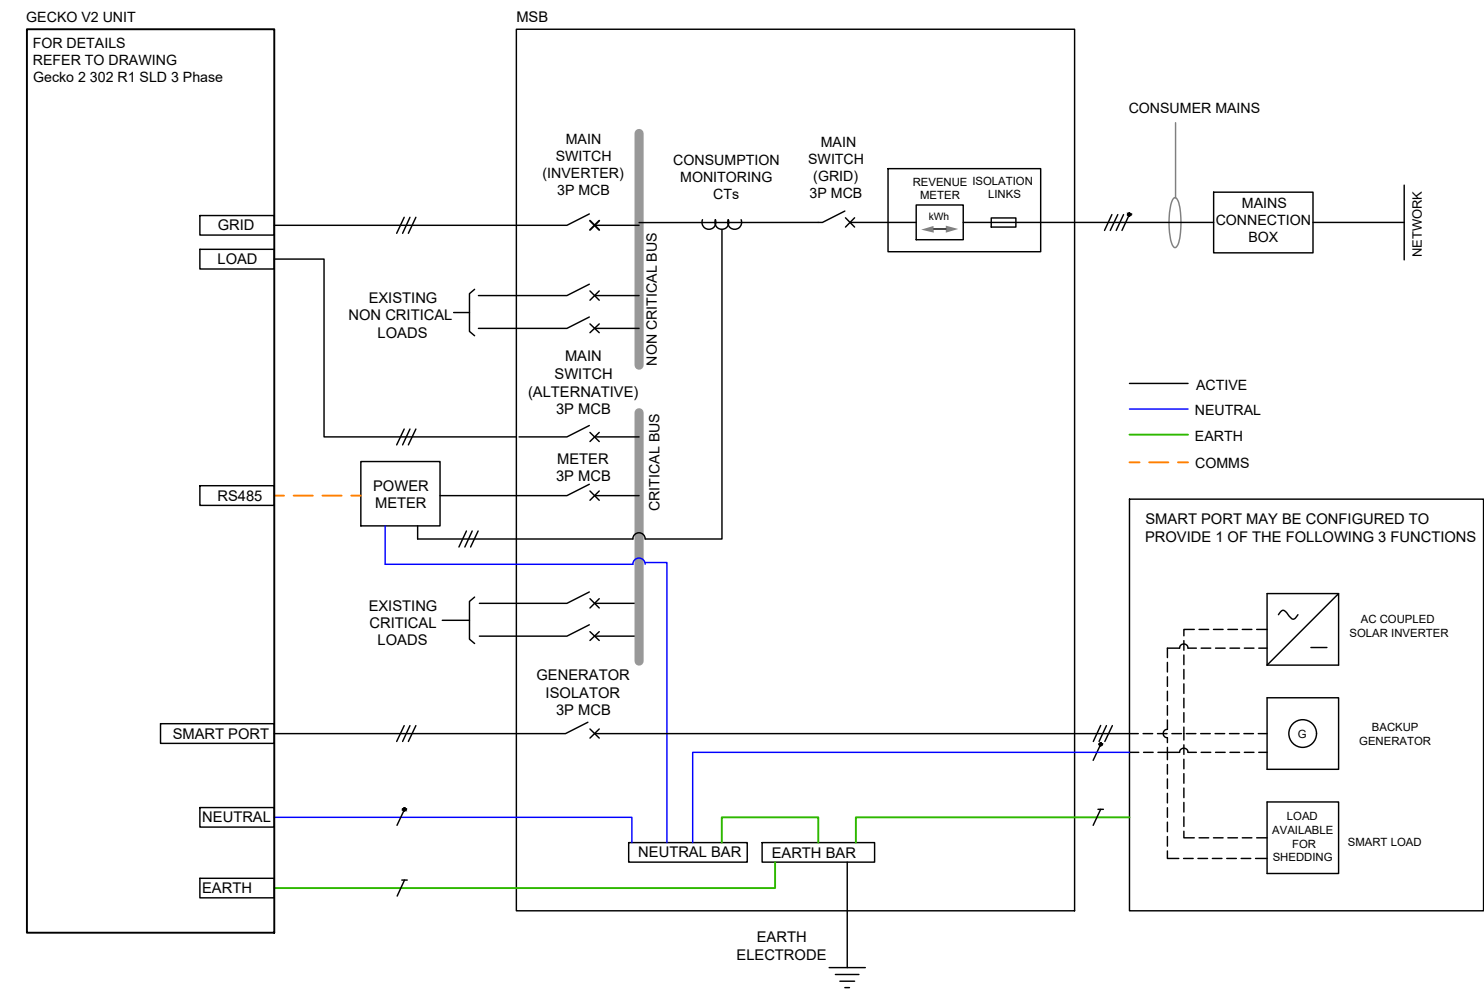 GECKO V2 UNIT
FOR DETAILS
REFER TO DRAWING
Gecko 2 302 R1 SLD 3 Phase
MSB
GRID
LOAD
RS485
SMART PORT
NEUTRAL
EARTH
MAIN
SWITCH
(INVERTER)
3P MCB
CONSUMPTION
MONITORING
CTs
MAIN
SWITCH
(GRID)
3P MCB
REVENUE
METER
kWh
ISOLATION
LINKS
CONSUMER MAINS
MAINS
CONNECTION
BOX
NETWORK
EXISTING
NON CRITICAL
LOADS
NON CRITICAL BUS
MAIN
SWITCH
(ALTERNATIVE)
3P MCB
METER
3P MCB
CRITICAL BUS
POWER
METER
EXISTING
CRITICAL
LOADS
GENERATOR
ISOLATOR
3P MCB
NEUTRAL BAR
EARTH BAR
EARTH
ELECTRODE
ACTIVE
NEUTRAL
EARTH
COMMS
SMART PORT MAY BE CONFIGURED TO
PROVIDE 1 OF THE FOLLOWING 3 FUNCTIONS
AC COUPLED
SOLAR INVERTER
G
BACKUP
GENERATOR
LOAD
AVAILABLE
FOR
SHEDDING
SMART LOAD